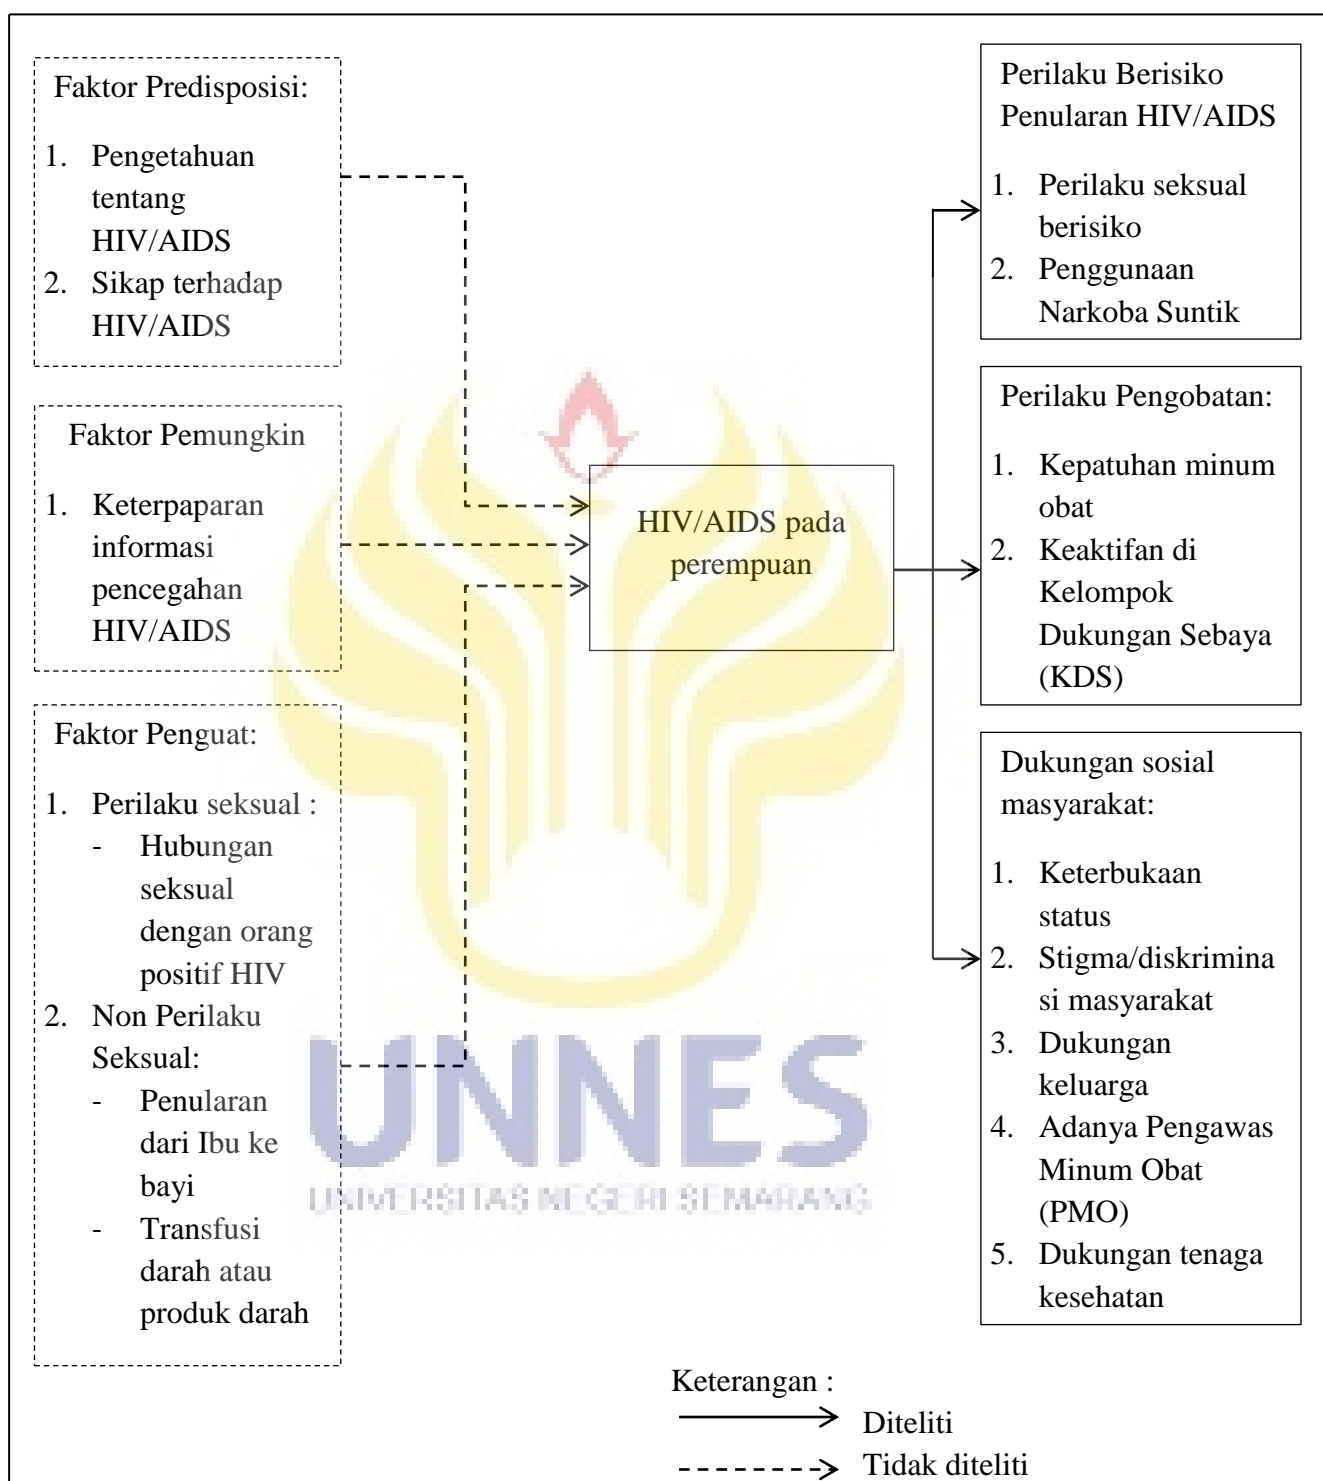 Faktor Predisposisi:
1. Pengetahuan
tentang
HIV/AIDS
2. Sikap terhadap
HIV/AIDS
Faktor Pemungkin
1. Keterpaparan
informasi
pencegahan
HIV/AIDS
Faktor Penguat:
1. Perilaku seksual :
- Hubungan
seksual
dengan orang
positif HIV
2. Non Perilaku
Seksual:
- Penularan
dari Ibu ke
bayi
- Transfusi
darah atau
produk darah
HIV/AIDS pada
perempuan
Perilaku Berisiko
Penularan HIV/AIDS
1. Perilaku seksual
berisiko
2. Penggunaan
Narkoba Suntik
Perilaku Pengobatan:
1. Kepatuhan minum
obat
2. Keaktifan di
Kelompok
Dukungan Sebaya
(KDS)
Dukungan sosial
masyarakat:
1. Keterbukaan
status
2. Stigma/diskrimina
si masyarakat
3. Dukungan
keluarga
4. Adanya Pengawas
Minum Obat
(PMO)
5. Dukungan tenaga
kesehatan
UNNES
UNIVERSITAS NEGERI SEMARANG
Keterangan :
Diteliti
Tidak diteliti